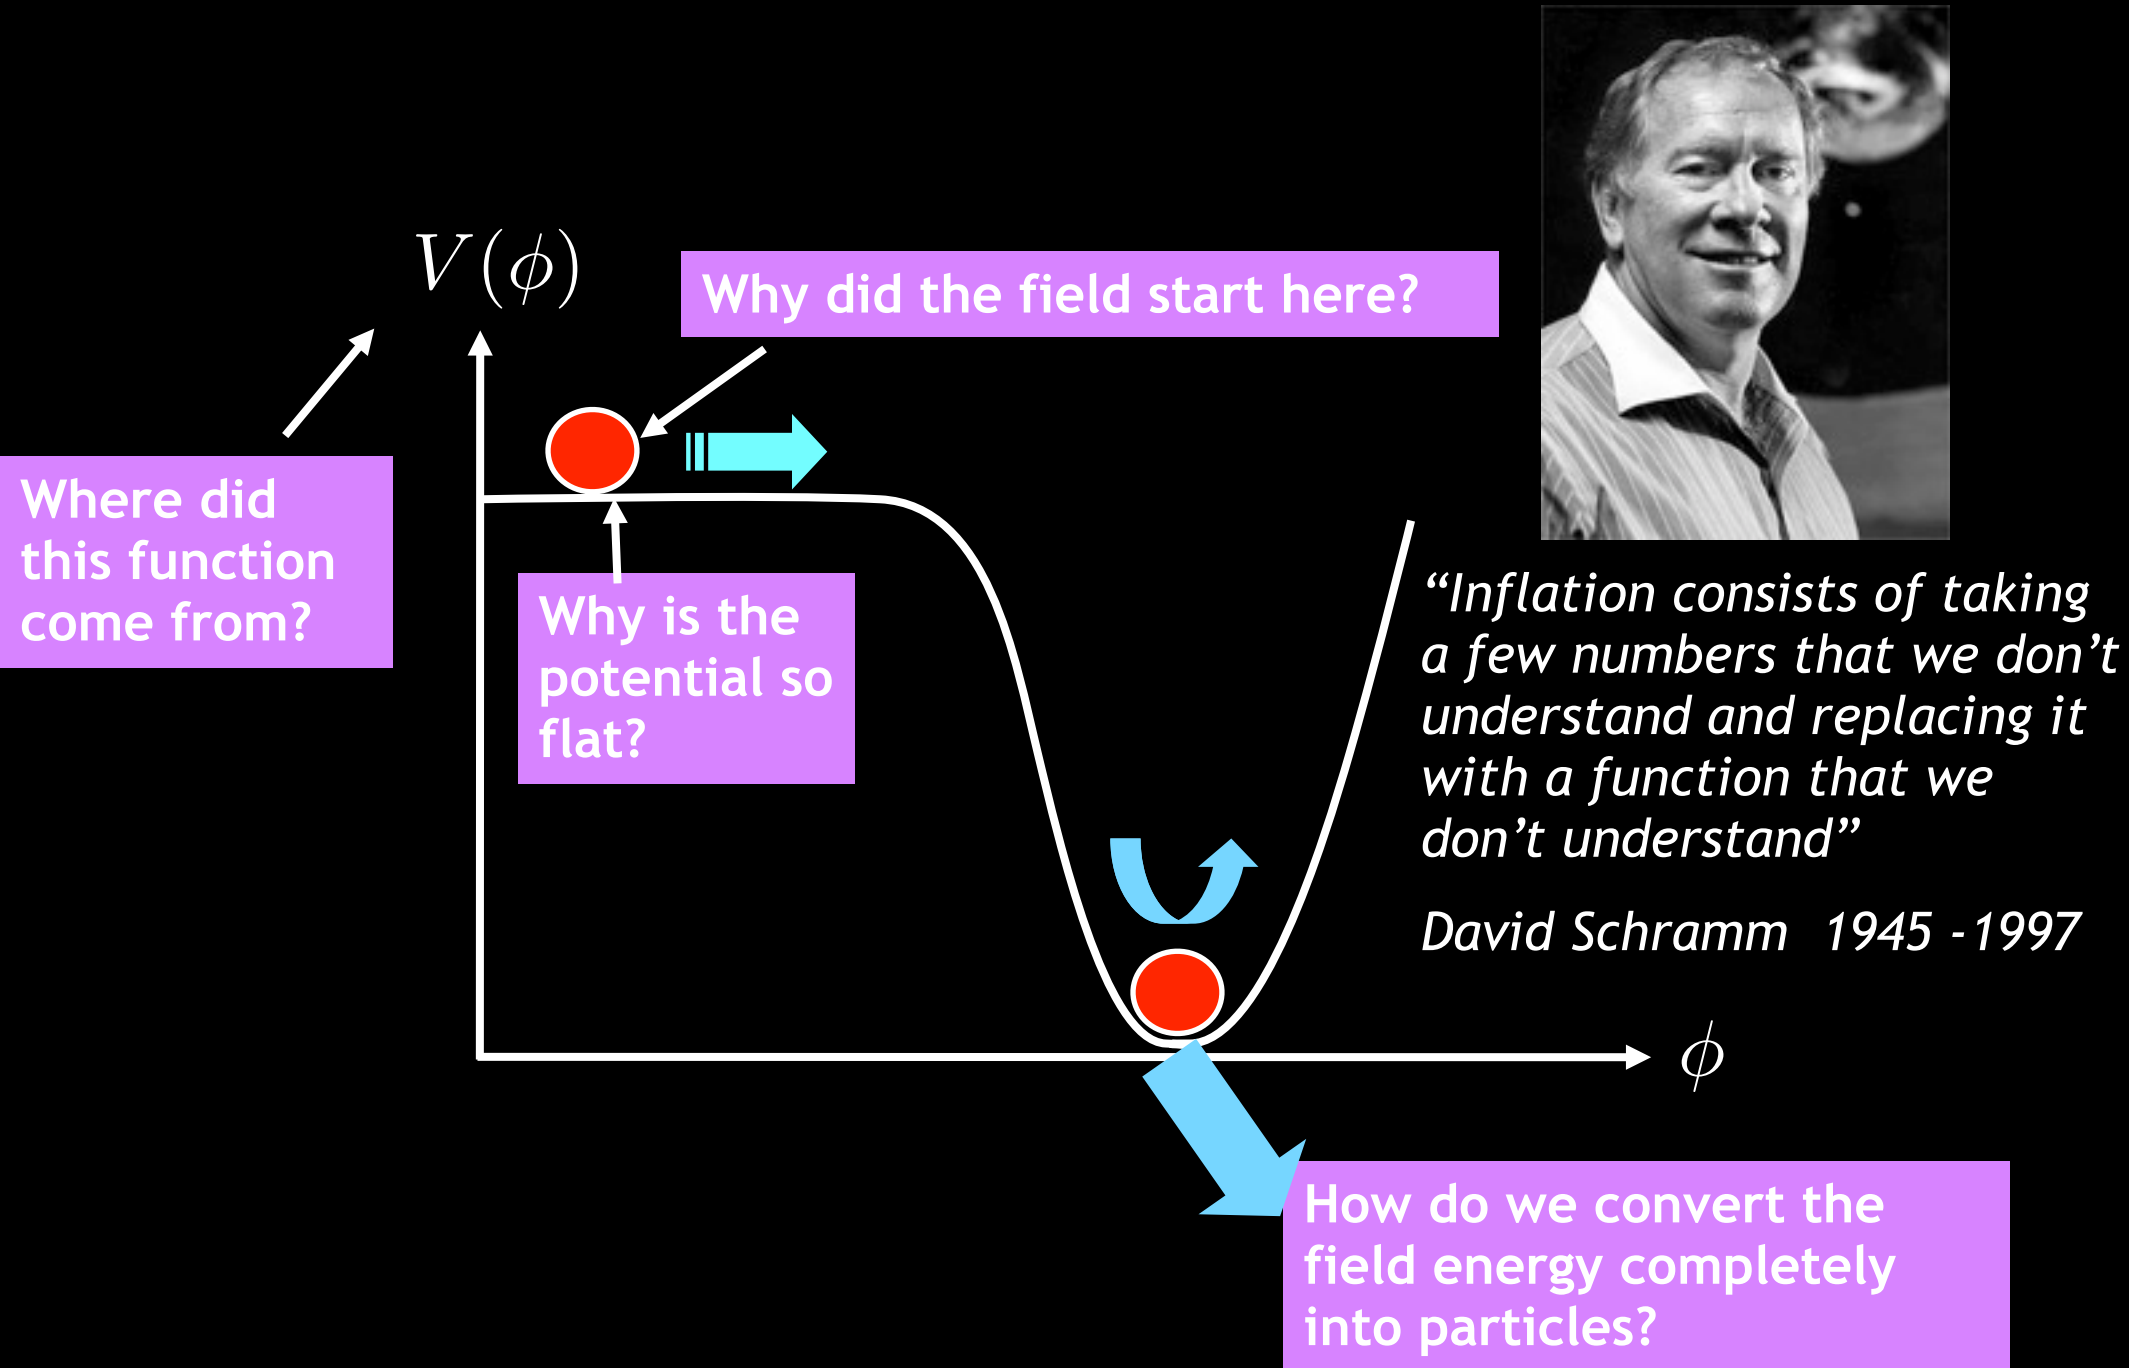 V(ϕ)
Why did the field start here?
Where did
this function
come from?
Why is the
potential so
flat?
“Inflation consists of taking
a few numbers that we don’t
understand and replacing it
with a function that we
don’t understand”
David Schramm 1945 -1997
ϕ
How do we convert the
field energy completely
into particles?